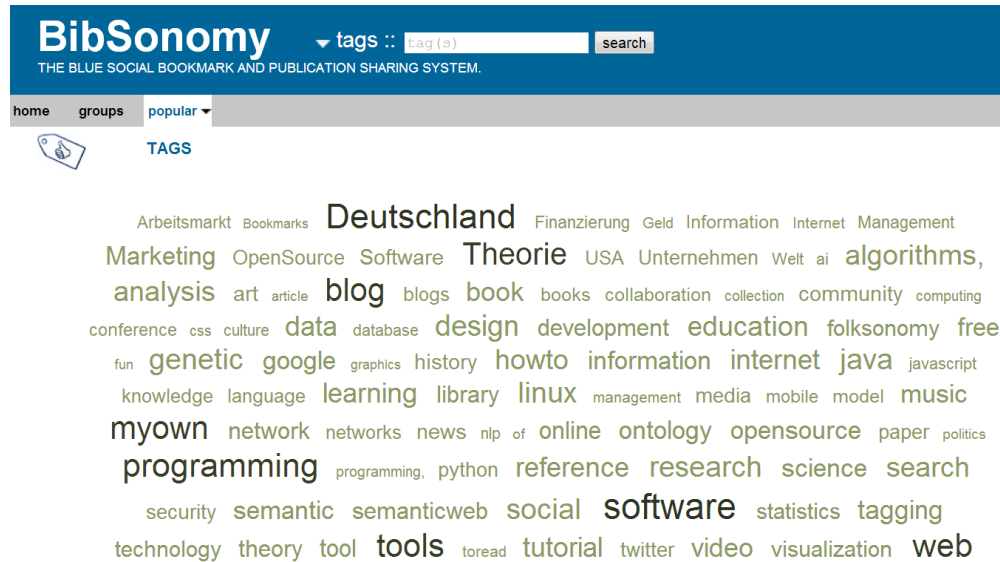 BibSonomy
tags :: tag(s) search
THE BLUE SOCIAL BOOKMARK AND PUBLICATION SHARING SYSTEM.
home groups popular
TAGS
Arbeitsmarkt Bookmarks Deutschland Finanzierung Geld Information Internet Management
Marketing OpenSource Software Theorie USA Unternehmen Welt ai algorithms,
analysis art article blog blogs book books collaboration collection community computing
conference css culture data database design development education folksonomy free
fun genetic google graphics history howto information internet java javascript
knowledge language learning library linux management media mobile model music
myown network networks news nlp of online ontology opensource paper politics
programming programming, python reference research science search
security semantic semanticweb social software statistics tagging
technology theory tool tools toread tutorial twitter video visualization web